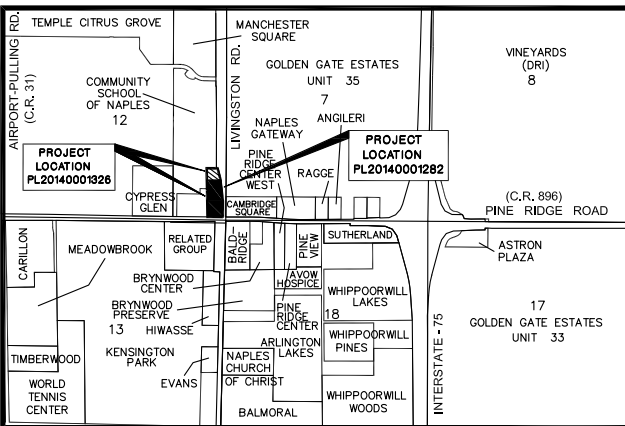 AIRPORT-PULLING RD.
(C.R. 31)
TEMPLE CITRUS GROVE
MANCHESTER
SQUARE
LIVINGSTON RD.
GOLDEN GATE ESTATES
UNIT 35
7
VINEYARDS
(DRI)
8
COMMUNITY
SCHOOL
OF NAPLES
12
NAPLES
GATEWAY
ANGILERI
PROJECT
LOCATION
PL20140001326
PINE
RIDGE
CENTER
WEST
RAGGE
PROJECT
LOCATION
PL20140001282
CYPRESS
GLEN
CAMBRIDGE
SQUARE
(C.R. 896)
PINE RIDGE ROAD
CARILLON
MEADOWBROOK
RELATED
GROUP
BALD-
RIDGE
PINE
VIEW
SUTHERLAND
ASTRON
PLAZA
BRYNWOOD
CENTER
AVOW
HOSPICE
BRYNWOOD
PRESERVE
13
HIWASSE
PINE
RIDGE
CENTER
18
WHIPPOORWILL
LAKES
17
GOLDEN GATE ESTATES
UNIT 33
TIMBERWOOD
KENSINGTON
PARK
ARLINGTON
LAKES
WHIPPOORWILL
PINES
WORLD
TENNIS
CENTER
EVANS
NAPLES
CHURCH
OF CHRIST
BALMORAL
WHIPPOORWILL
WOODS
INTERSTATE-75